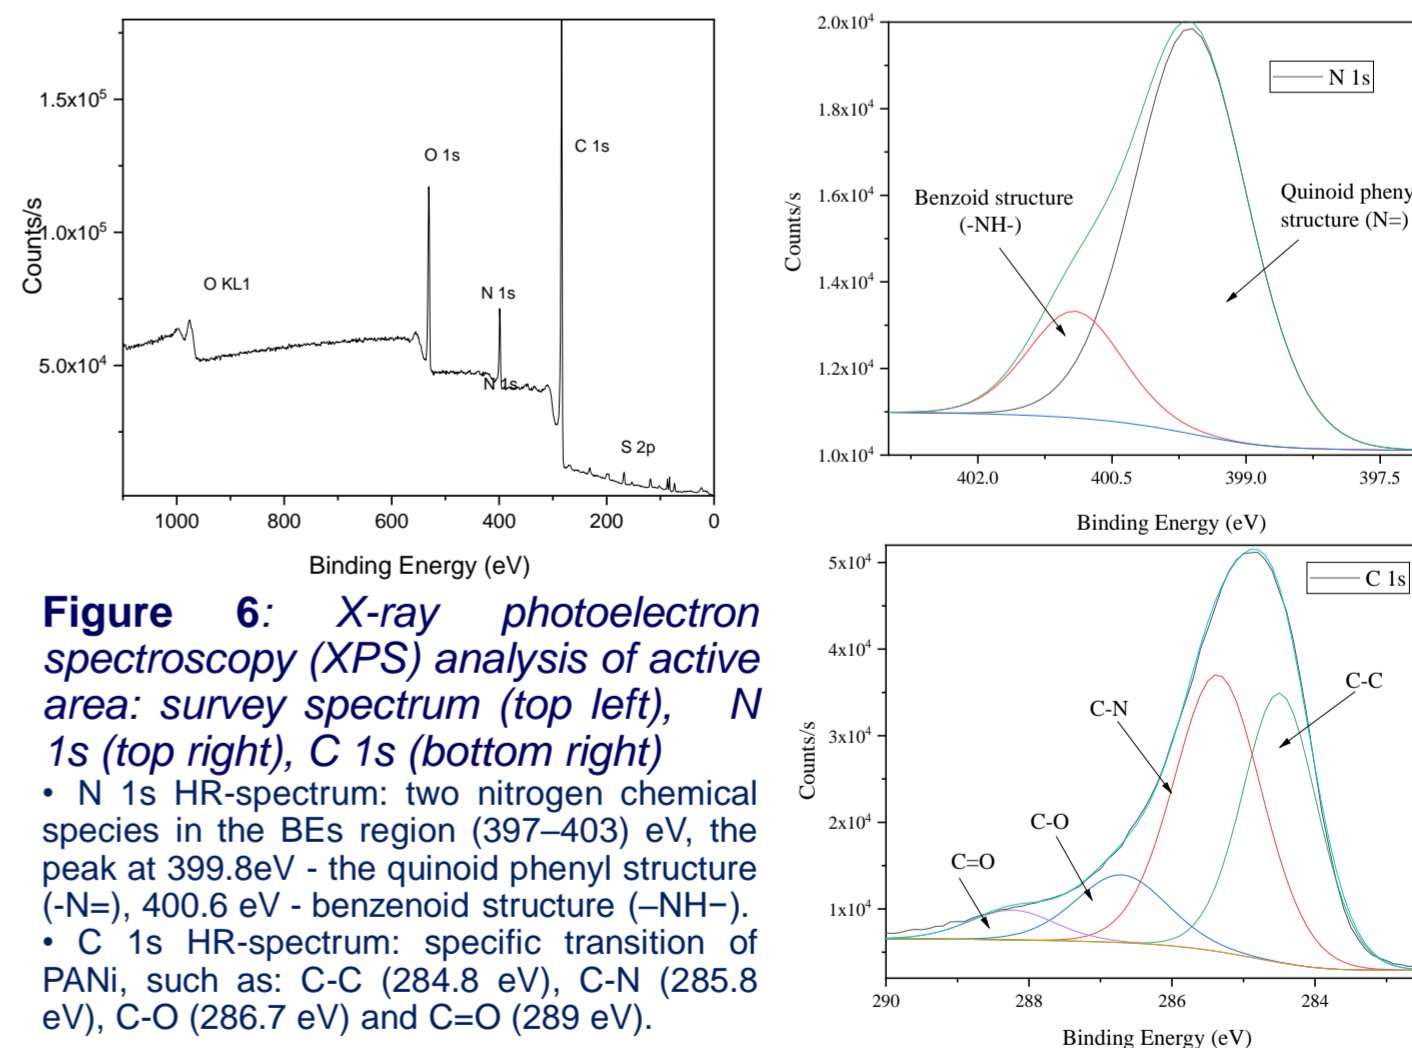 1.5x10⁵
1.0x10⁵
5.0x10⁴
Counts/s
O KL1
O 1s
N 1s
N 1s
C 1s
S 2p
1000
800
600
400
200
0
Binding Energy (eV)
2.0x10⁴
1.8x10⁴
1.6x10⁴
1.4x10⁴
1.2x10⁴
1.0x10⁴
Counts/s
N 1s
Benzoid structure
(-NH-)
Quinoid pheny
structure (N=)
402.0
400.5
399.0
397.5
Binding Energy (eV)
Figure 6: X-ray photoelectron
spectroscopy (XPS) analysis of active
area: survey spectrum (top left), N
1s (top right), C 1s (bottom right)
• N 1s HR-spectrum: two nitrogen chemical
species in the BEs region (397–403) eV, the
peak at 399.8eV - the quinoid phenyl structure
(-N=), 400.6 eV - benzenoid structure (–NH−).
• C 1s HR-spectrum: specific transition of
PANi, such as: C-C (284.8 eV), C-N (285.8
eV), C-O (286.7 eV) and C=O (289 eV).
5x10⁴
4x10⁴
3x10⁴
2x10⁴
1x10⁴
Counts/s
C 1s
C-C
C-N
C-O
C=O
290
288
286
284
Binding Energy (eV)